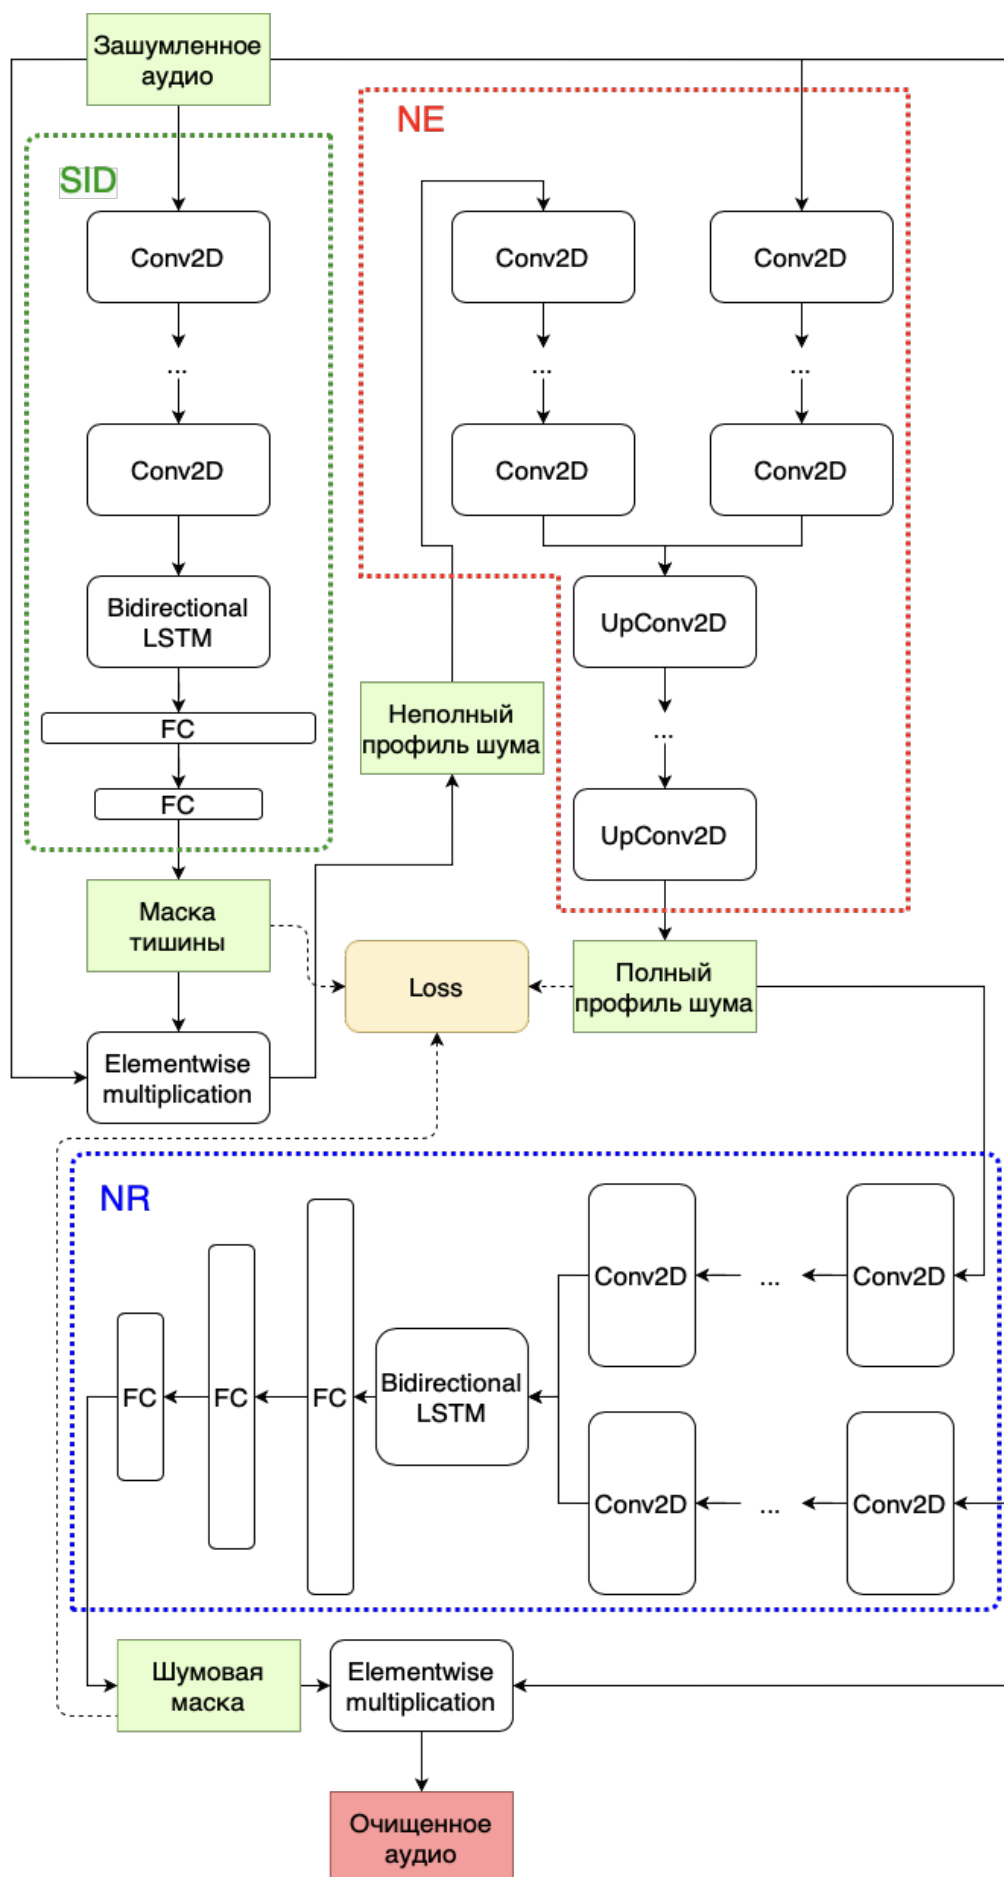 Зашумленное
аудио
NE
SID
Conv2D
Conv2D
Conv2D
...
...
...
Conv2D
Conv2D
Conv2D
Bidirectional
LSTM
UpConv2D
FC
Неполный
профиль шума
...
FC
UpConv2D
Маска
тишины
Loss
Полный
профиль шума
Elementwise
multiplication
NR
Conv2D
...
Conv2D
Bidirectional
LSTM
FC
FC
FC
Conv2D
...
Conv2D
Шумовая
маска
Elementwise
multiplication
Очищенное
аудио